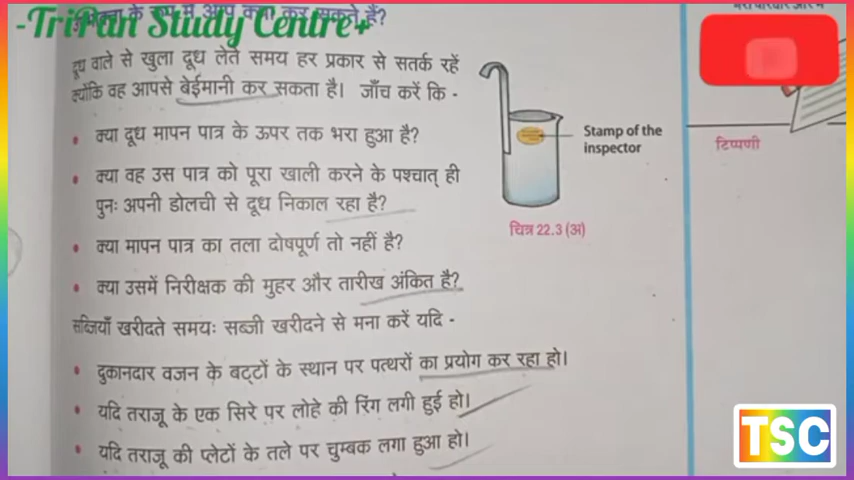 -TriPan Study Centre+
के रूप में आप क्या कर सकते हैं?
दूध वाले से खुला दूध लेते समय हर प्रकार से सतर्क रहें
क्योंकि वह आपसे बेईमानी कर सकता है। जाँच करें कि -
• क्या दूध मापन पात्र के ऊपर तक भरा हुआ है?
• क्या वह उस पात्र को पूरा खाली करने के पश्चात् ही
पुनः अपनी डोलची से दूध निकाल रहा है?
• क्या मापन पात्र का तला दोषपूर्ण तो नहीं है?
• क्या उसमें निरीक्षक की मुहर और तारीख अंकित है?
Stamp of the
inspector
चित्र 22.3 (अ)
सब्जियाँ खरीदते समयः सब्जी खरीदने से मना करें यदि -
• दुकानदार वजन के बट्टों के स्थान पर पत्थरों का प्रयोग कर रहा हो।
• यदि तराजू के एक सिरे पर लोहे की रिंग लगी हुई हो।
• यदि तराजू की प्लेटों के तले पर चुम्बक लगा हुआ हो।
टिप्पणी
TSC